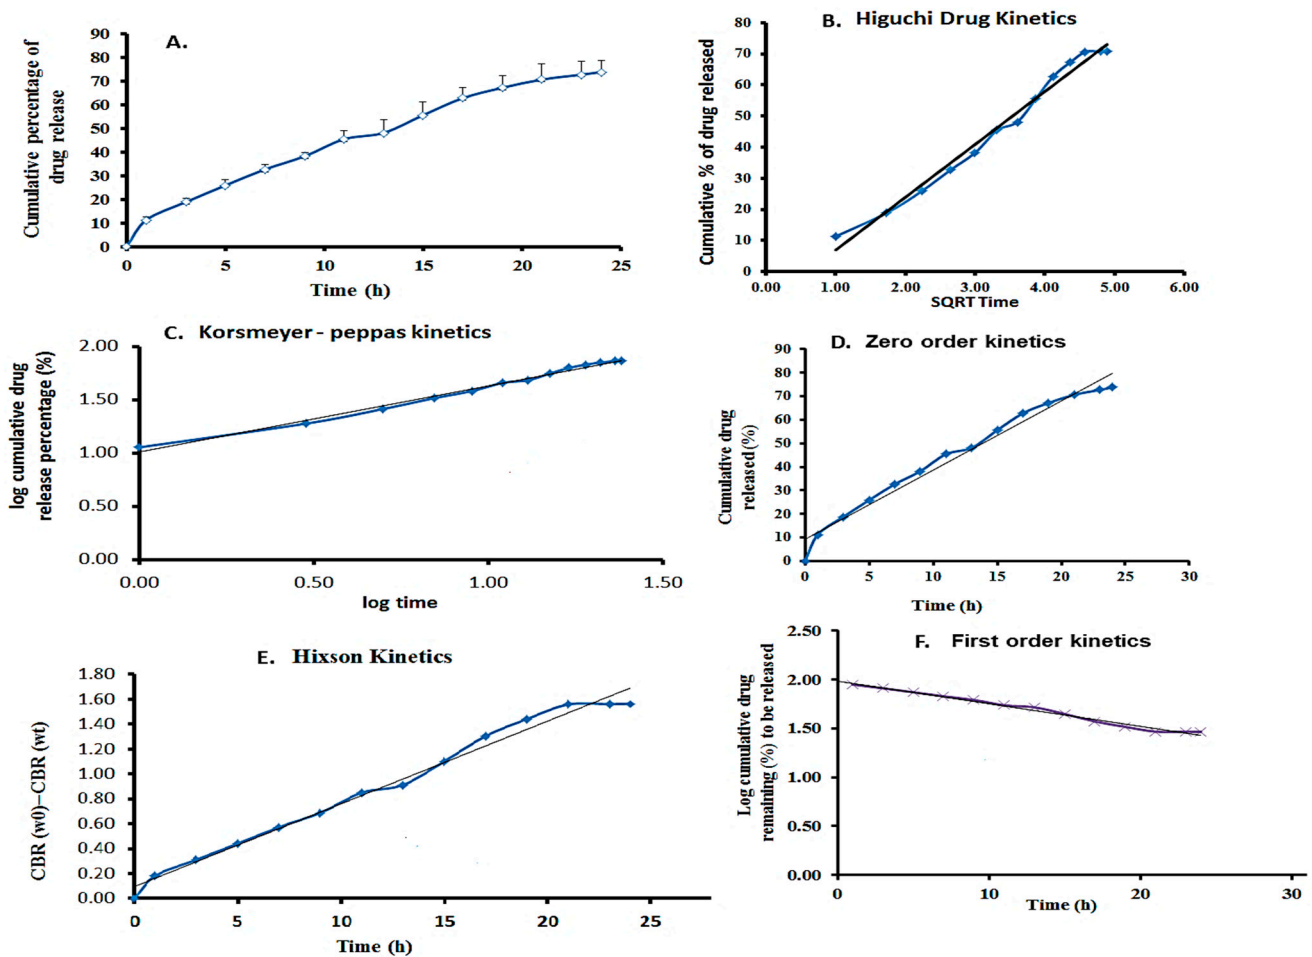 A.
Cumulative percentage of
drug release
90
80
70
60
50
40
30
20
10
0
0 5 10 15 20 25
Time (h)
B. Higuchi Drug Kinetics
Cumulative % of drug released
80
70
60
50
40
30
20
10
0
0.00 1.00 2.00 3.00 4.00 5.00 6.00
SQRT Time
C. Korsmeyer - peppas kinetics
log cumulative drug
release percentage (%)
2.00
1.50
1.00
0.50
0.00
0.00 0.50 1.00 1.50
log time
D. Zero order kinetics
Cumulative drug
released (%)
90
80
70
60
50
40
30
20
10
0
0 5 10 15 20 25 30
Time (h)
E. Hixson Kinetics
CBR (w0)–CBR (wt)
1.80
1.60
1.40
1.20
1.00
0.80
0.60
0.40
0.20
0.00
0 5 10 15 20 25
Time (h)
F. First order kinetics
Log cumulative drug
remaining (%) to be released
2.50
2.00
1.50
1.00
0.50
0.00
0 10 20 30
Time (h)